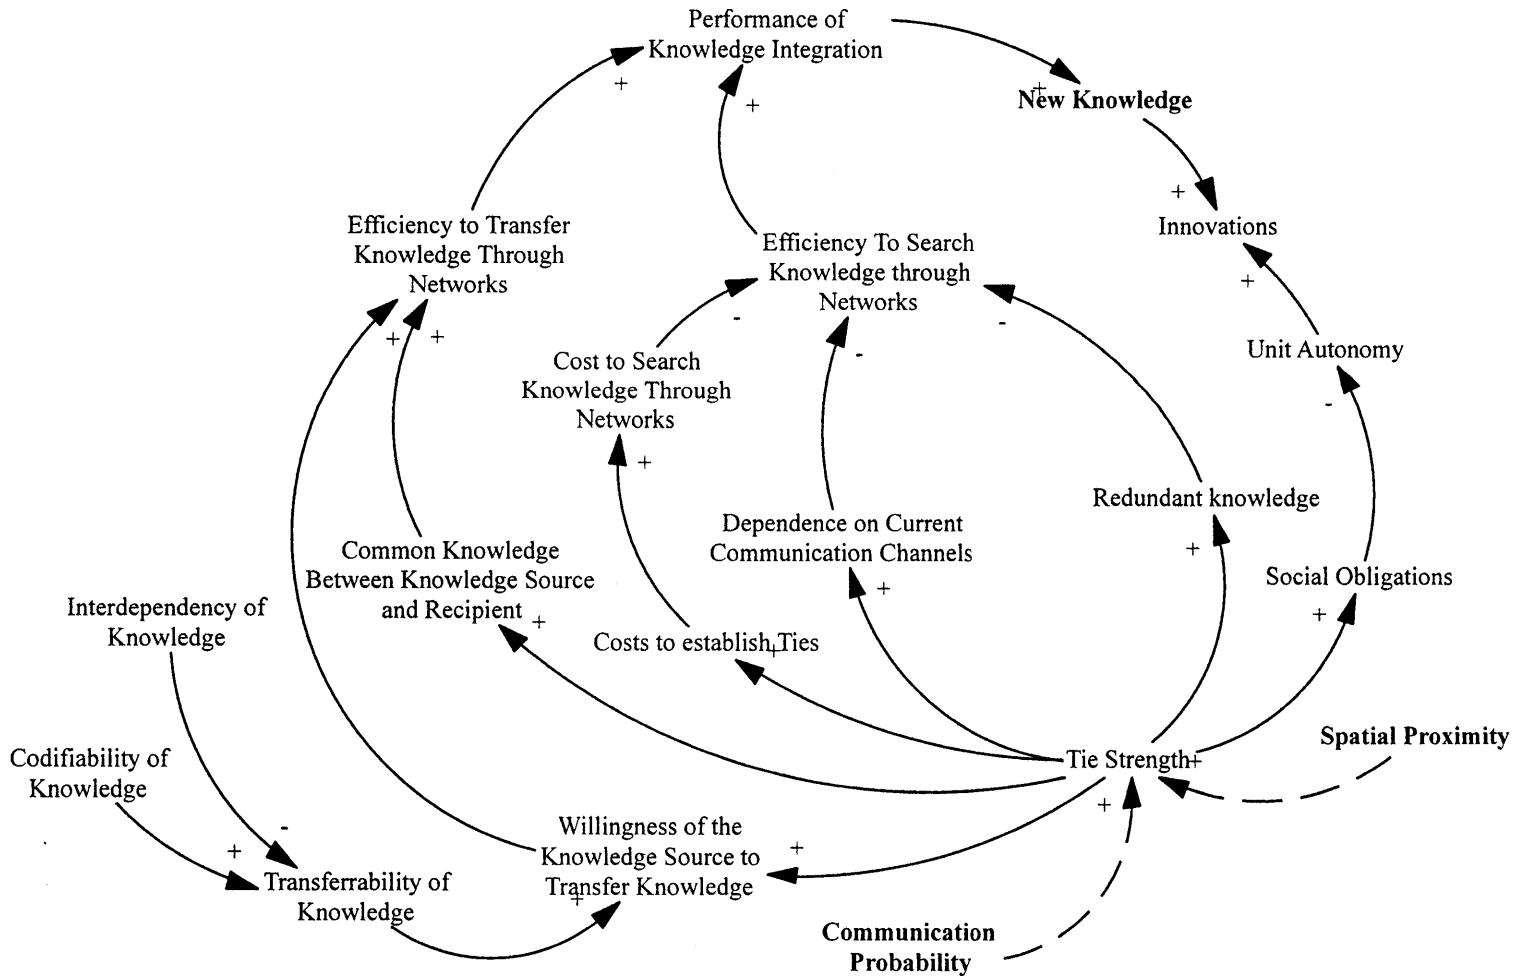 Performance of
Knowledge Integration
+
+
+
New Knowledge
+
Innovations
+
Efficiency to Transfer
Knowledge Through
Networks
+
+
Efficiency To Search
Knowledge through
Networks
-
-
-
Unit Autonomy
-
Cost to Search
Knowledge Through
Networks
+
Redundant knowledge
+
Dependence on Current
Communication Channels
+
Common Knowledge
Between Knowledge Source
and Recipient
+
Social Obligations
+
Interdependency of
Knowledge
Costs to establish Ties
+
Codifiability of
Knowledge
Tie Strength
+
+
Spatial Proximity
-
+
Transferrability of
Knowledge
Willingness of the
Knowledge Source to
Transfer Knowledge
+
+
Communication
Probability